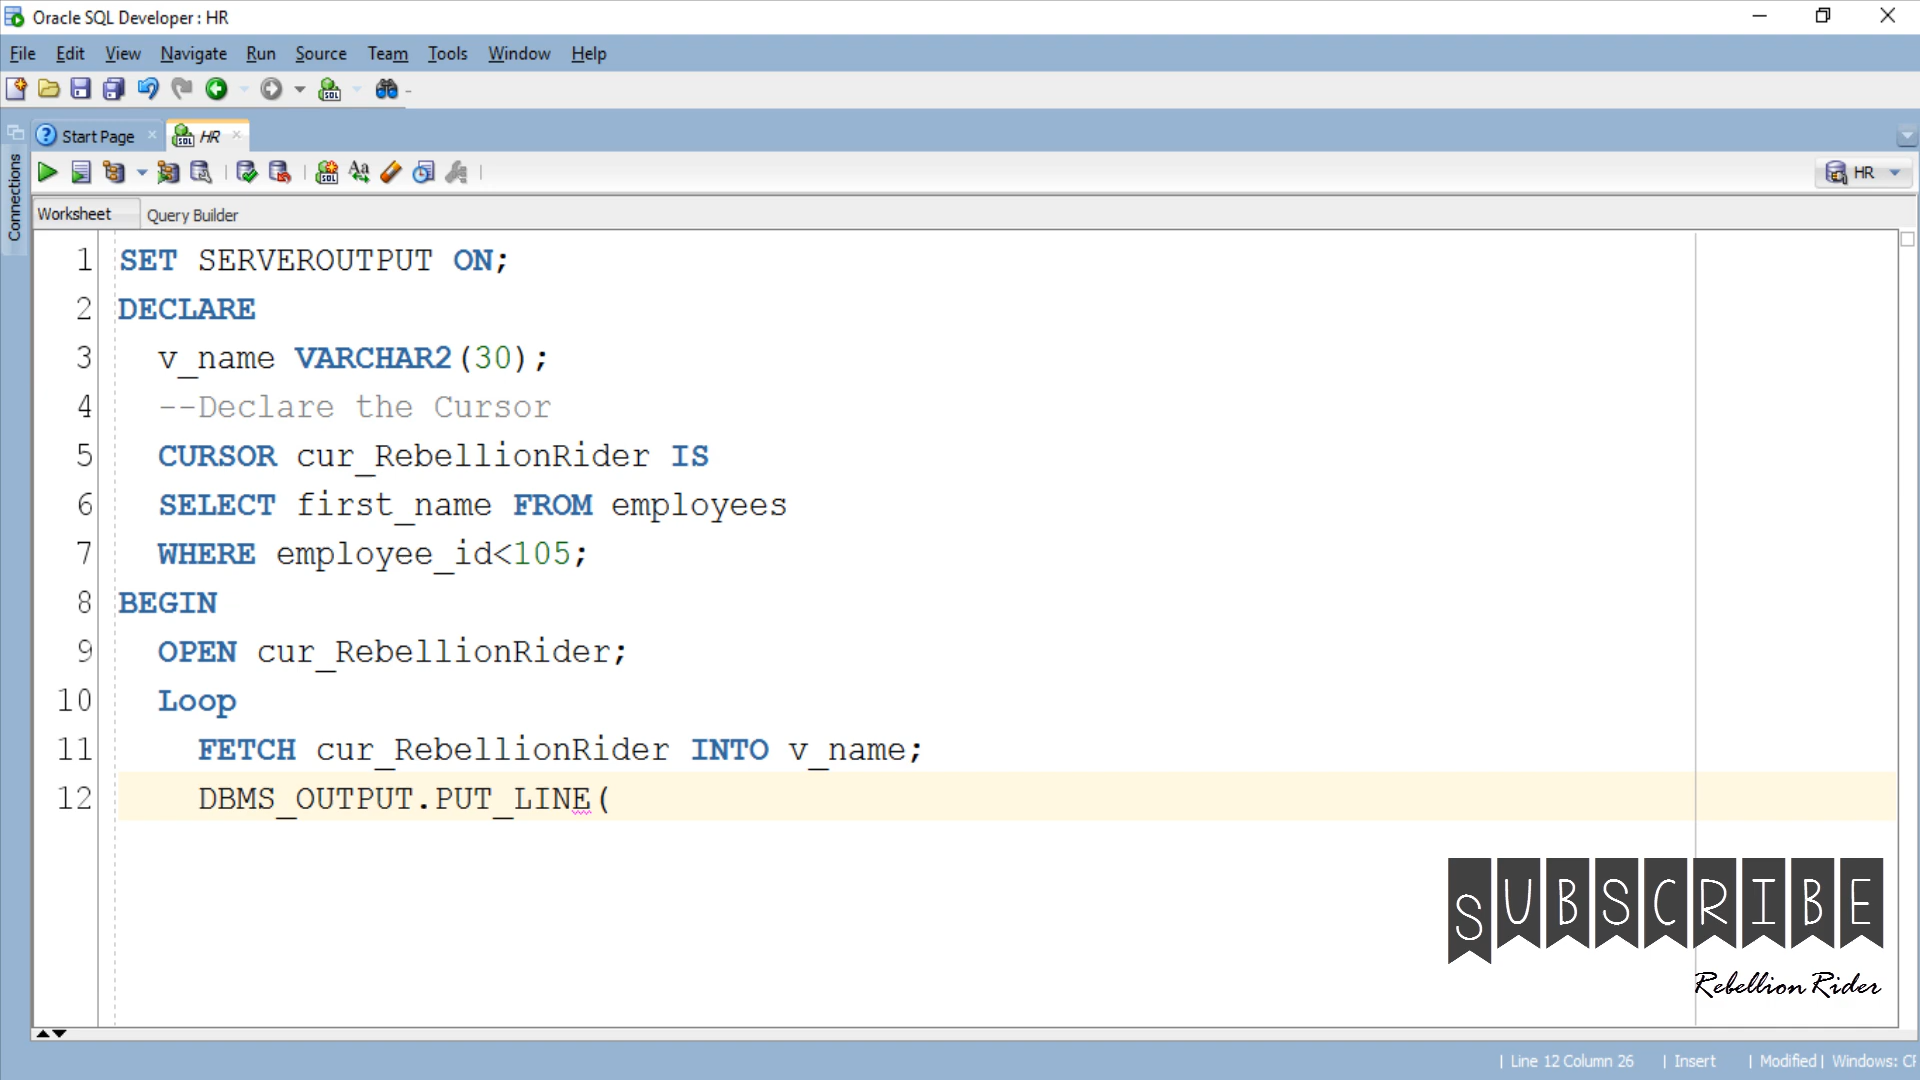 Oracle SQL Developer : HR
File Edit View Navigate Run Source Team Tools Window Help
Start Page HR
Connections
HR
Worksheet Query Builder
1 SET SERVEROUTPUT ON;
2 DECLARE
3 v_name VARCHAR2(30);
4 --Declare the Cursor
5 CURSOR cur_RebellionRider IS
6 SELECT first_name FROM employees
7 WHERE employee_id<105;
8 BEGIN
9 OPEN cur_RebellionRider;
10 Loop
11 FETCH cur_RebellionRider INTO v_name;
12 DBMS_OUTPUT.PUT_LINE(
SUBSCRIBE
Rebellion Rider
| Line 12 Column 26 | Insert | Modified | Windows: CF